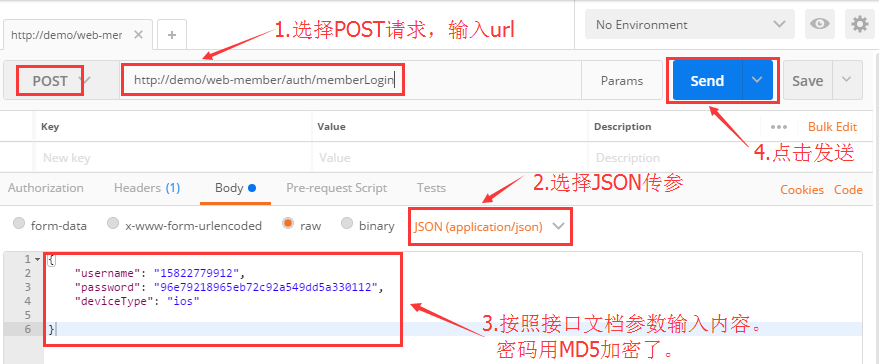 http://demo/web-mer
1.选择POST请求，输入url
No Environment
POST
http://demo/web-member/auth/memberLogin
Params
Send
Save
Key
Value
Description
Bulk Edit
New key
Value
Description
4.点击发送
Authorization
Headers (1)
Body
Pre-request Script
Tests
2.选择JSON传参
Cookies
Code
form-data
x-www-form-urlencoded
raw
binary
JSON (application/json)
1
{
2
"username": "15822779912",
3
"password": "96e79218965eb72c92a549dd5a330112",
4
"deviceType": "ios"
5
6
}
3.按照接口文档参数输入内容。
密码用MD5加密了。